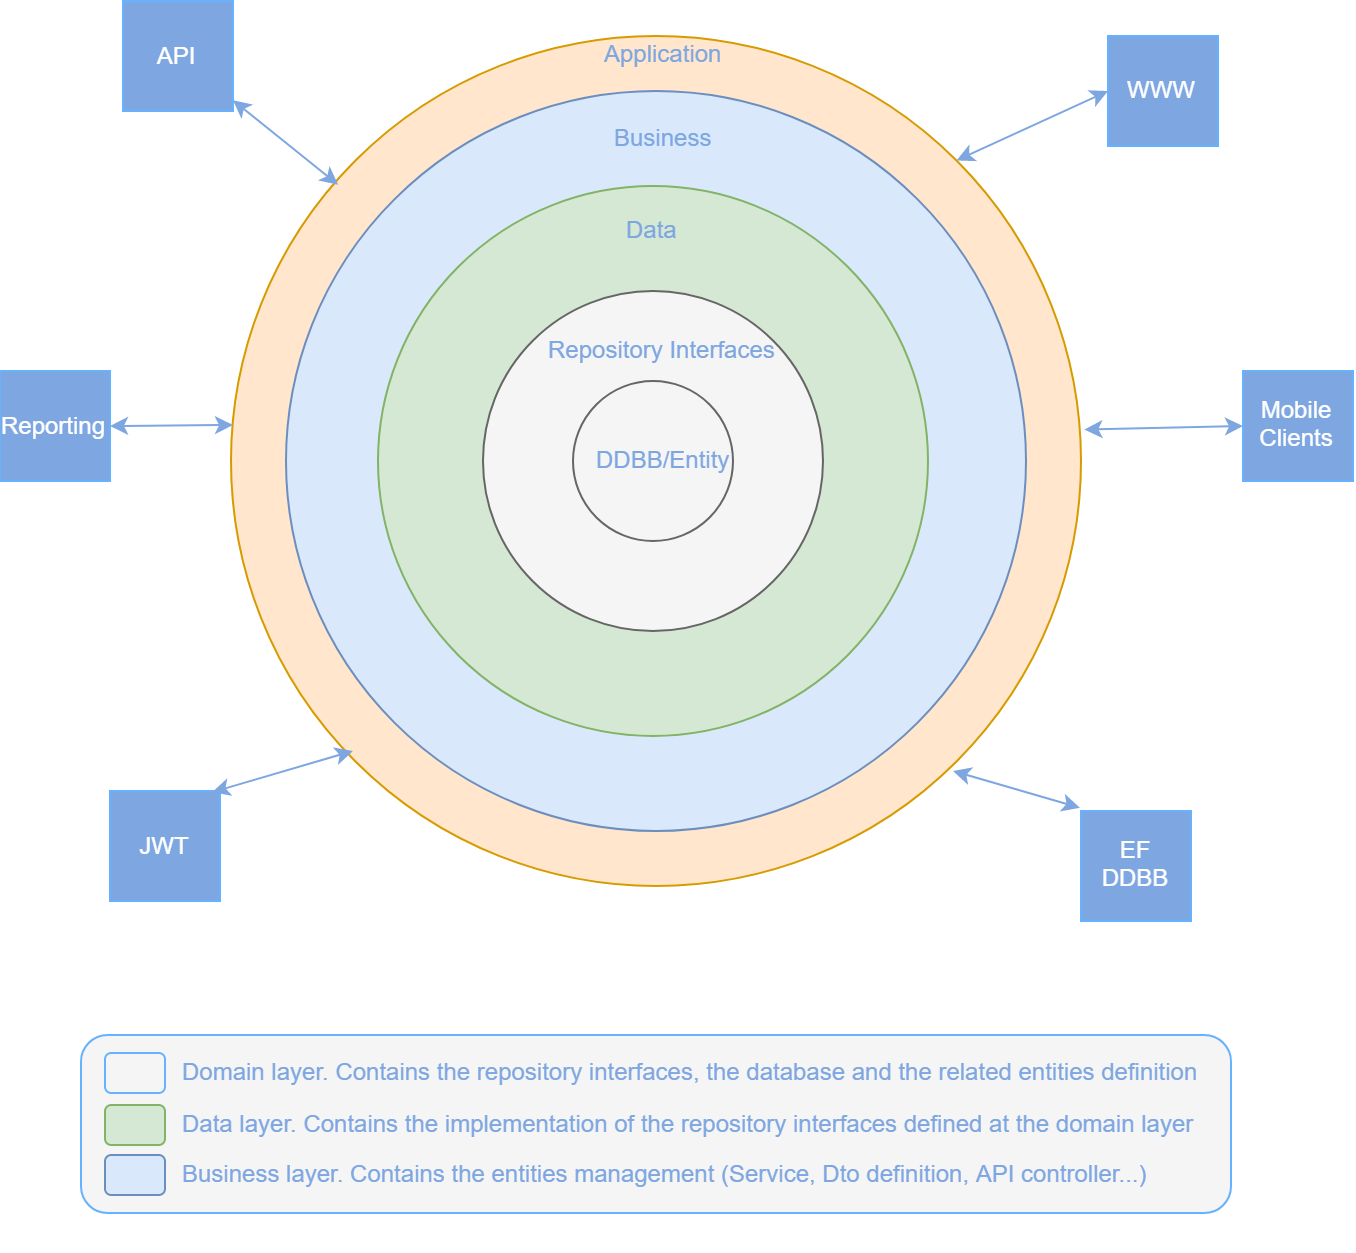 API
Application
WWW
Business
Data
Repository Interfaces
Reporting
Mobile
Clients
DDBB/Entity
JWT
EF
DDBB
Domain layer. Contains the repository interfaces, the database and the related entities definition
Data layer. Contains the implementation of the repository interfaces defined at the domain layer
Business layer. Contains the entities management (Service, Dto definition, API controller...)